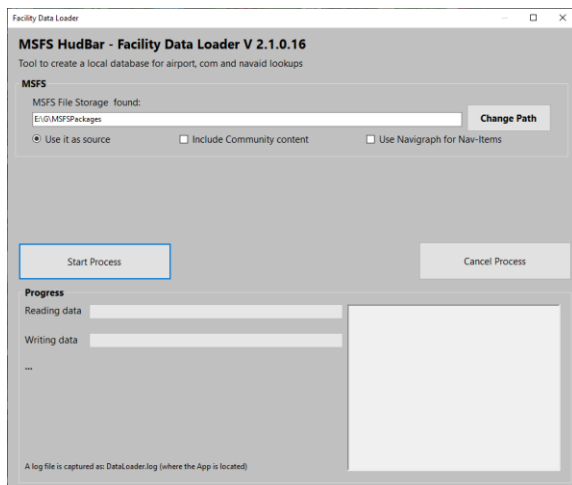 Facility Data Loader
MSFS HudBar - Facility Data Loader V 2.1.0.16
Tool to create a local database for airport, com and navaid lookups
MSFS
MSFS File Storage found:
E:\G\MSFSPackages
Change Path
Use it as source
Include Community content
Use Navigraph for Nav-Items
Start Process
Cancel Process
Progress
Reading data
Writing data
...
A log file is captured as: DataLoader.log (where the App is located)